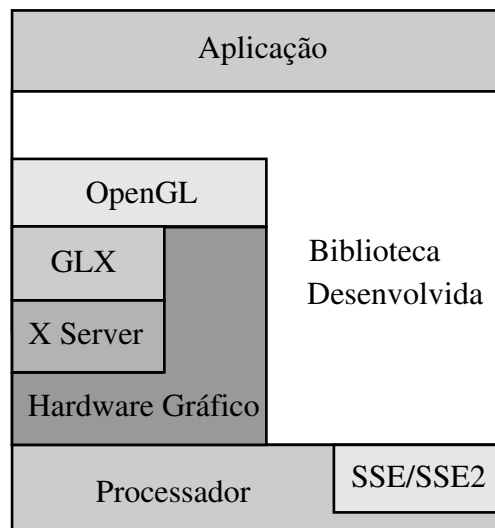 Aplicação
OpenGL
GLX
X Server
Hardware Gráfico
Biblioteca
Desenvolvida
Processador
SSE/SSE2